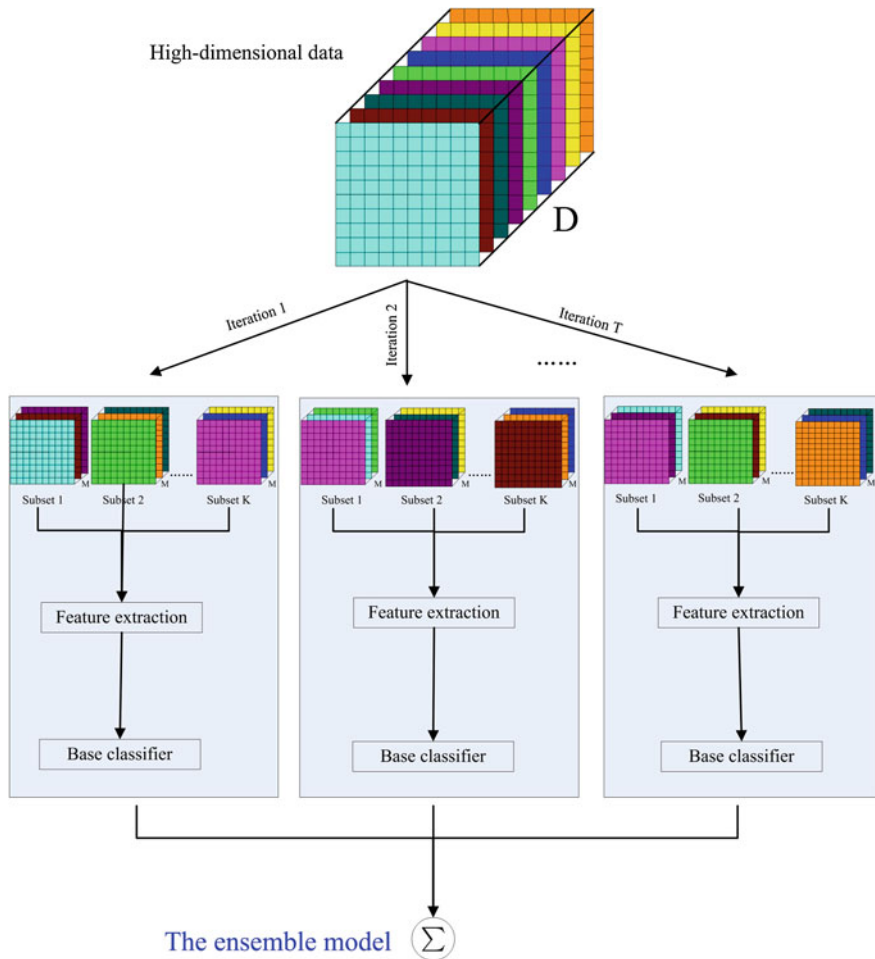 High-dimensional data
D
Iteration 1
Iteration 2
Iteration T
......
M
M
......
M
Subset 1
Subset 2
Subset K
M
M
......
M
Subset 1
Subset 2
Subset K
M
M
......
M
Subset 1
Subset 2
Subset K
Feature extraction
Feature extraction
Feature extraction
Base classifier
Base classifier
Base classifier
The ensemble model
Σ